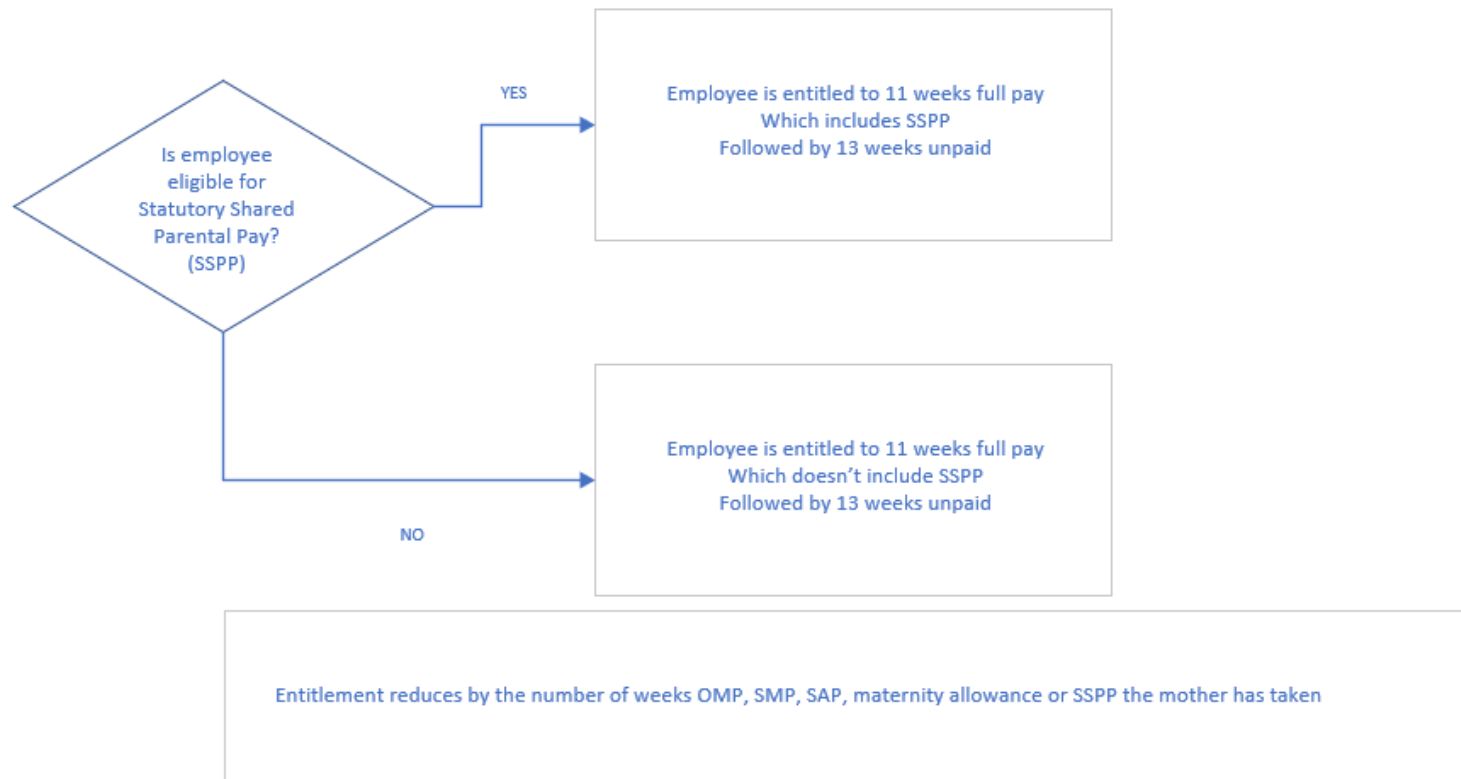 Is employee
eligible for
Statutory Shared
Parental Pay?
(SSPP)
YES
Employee is entitled to 11 weeks full pay
Which includes SSPP
Followed by 13 weeks unpaid
Employee is entitled to 11 weeks full pay
Which doesn’t include SSPP
Followed by 13 weeks unpaid
NO
Entitlement reduces by the number of weeks OMP, SMP, SAP, maternity allowance or SSPP the mother has taken